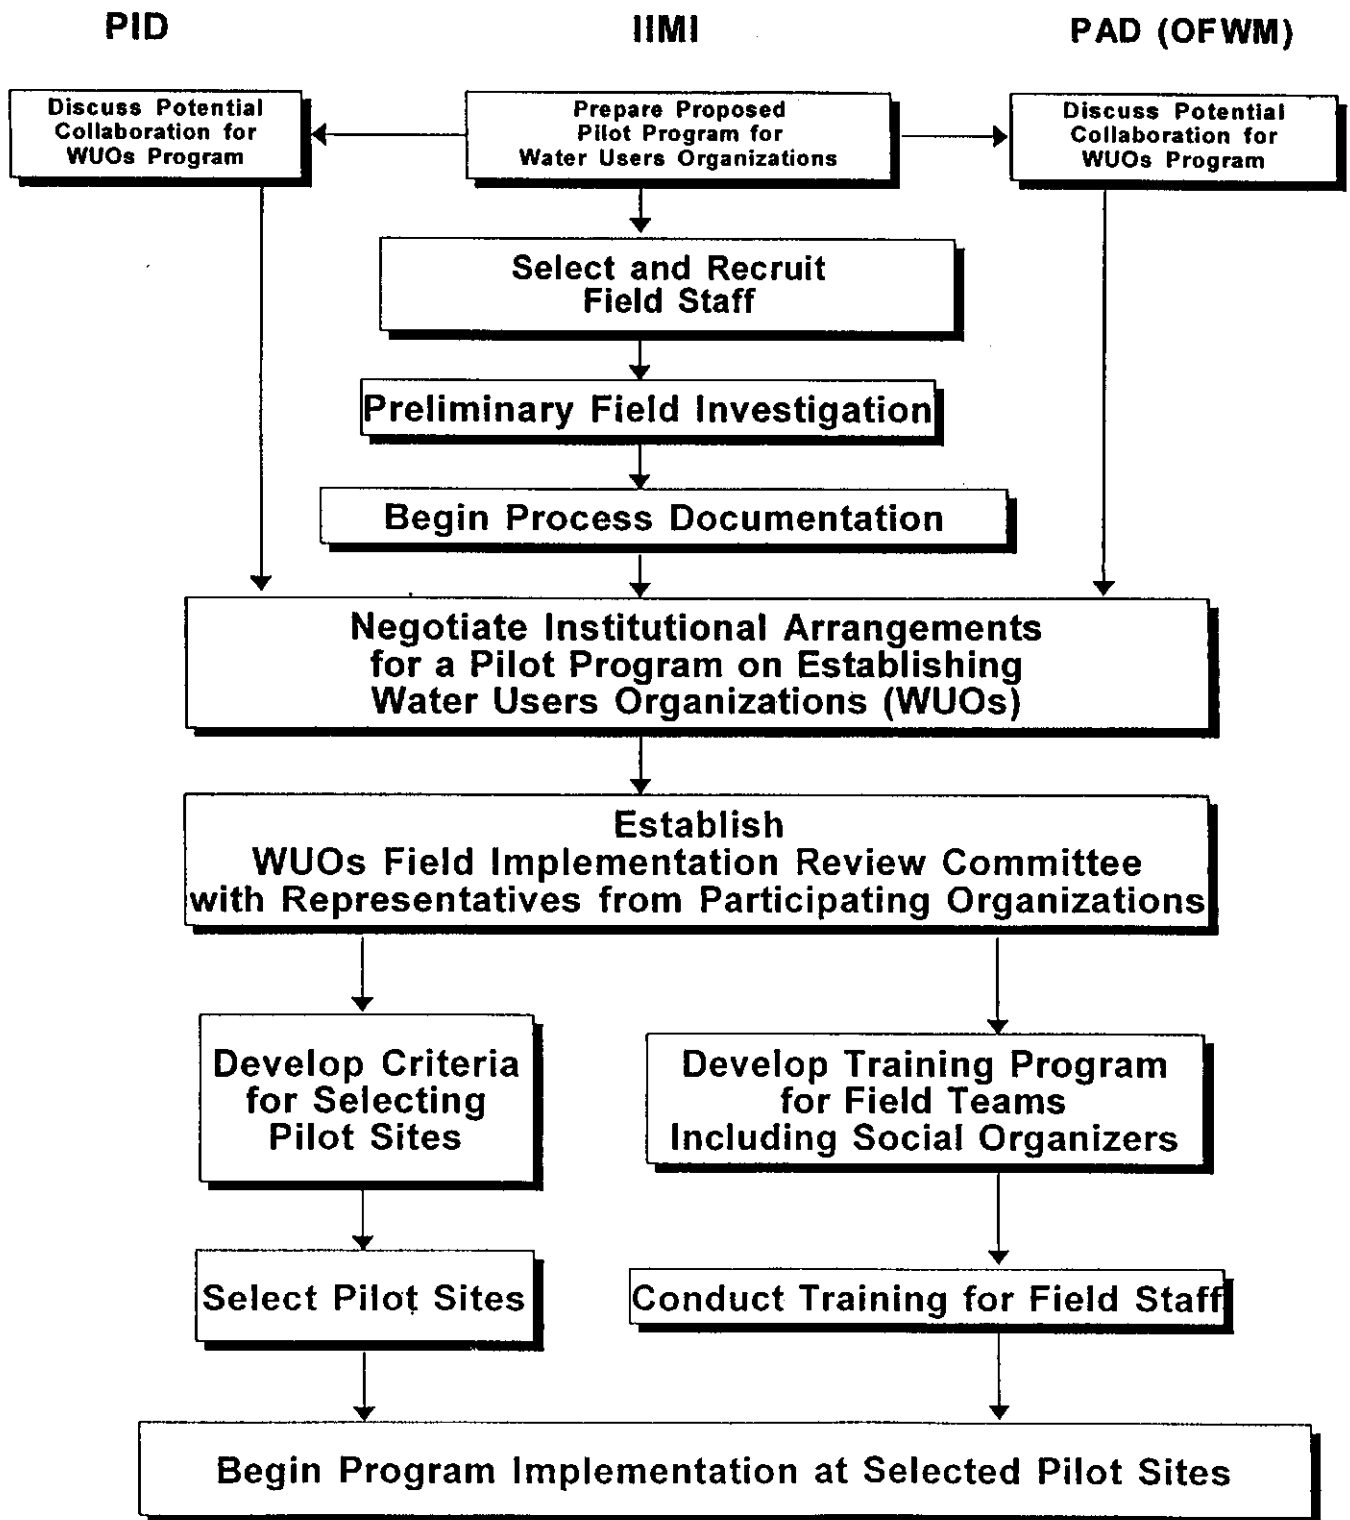 PID
IIMI
PAD (OFWM)
Discuss Potential
Collaboration for
WUOs Program
Prepare Proposed
Pilot Program for
Water Users Organizations
Discuss Potential
Collaboration for
WUOs Program
Select and Recruit
Field Staff
Preliminary Field Investigation
Begin Process Documentation
Negotiate Institutional Arrangements
for a Pilot Program on Establishing
Water Users Organizations (WUOs)
Establish
WUOs Field Implementation Review Committee
with Representatives from Participating Organizations
Develop Criteria
for Selecting
Pilot Sites
Develop Training Program
for Field Teams
Including Social Organizers
Select Pilot Sites
Conduct Training for Field Staff
Begin Program Implementation at Selected Pilot Sites